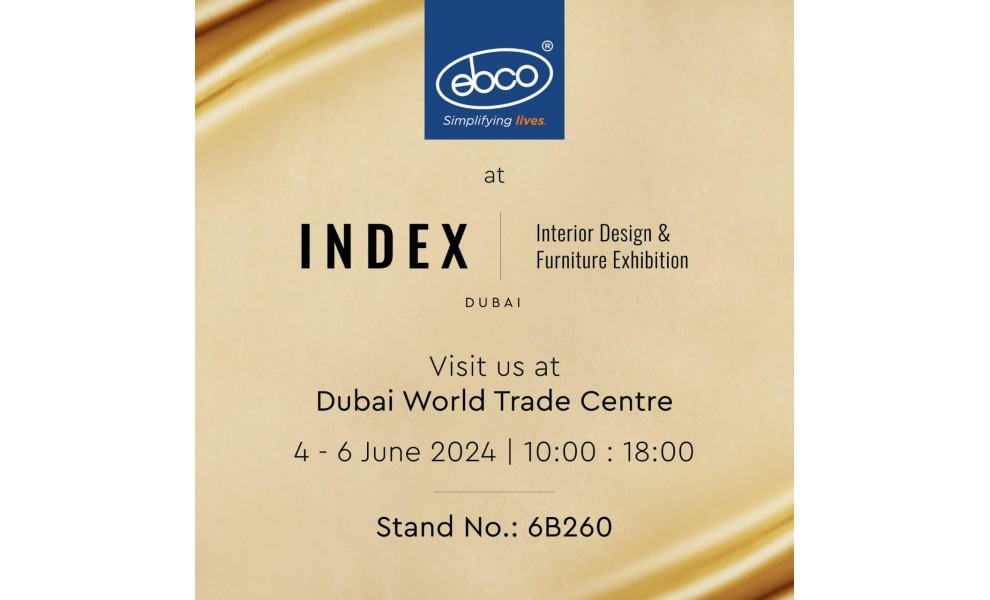 ebco®
Simplifying lives.
at
INDEX
Interior Design &
Furniture Exhibition
DUBAI
Visit us at
Dubai World Trade Centre
4 - 6 June 2024 | 10:00 : 18:00
Stand No.: 6B260